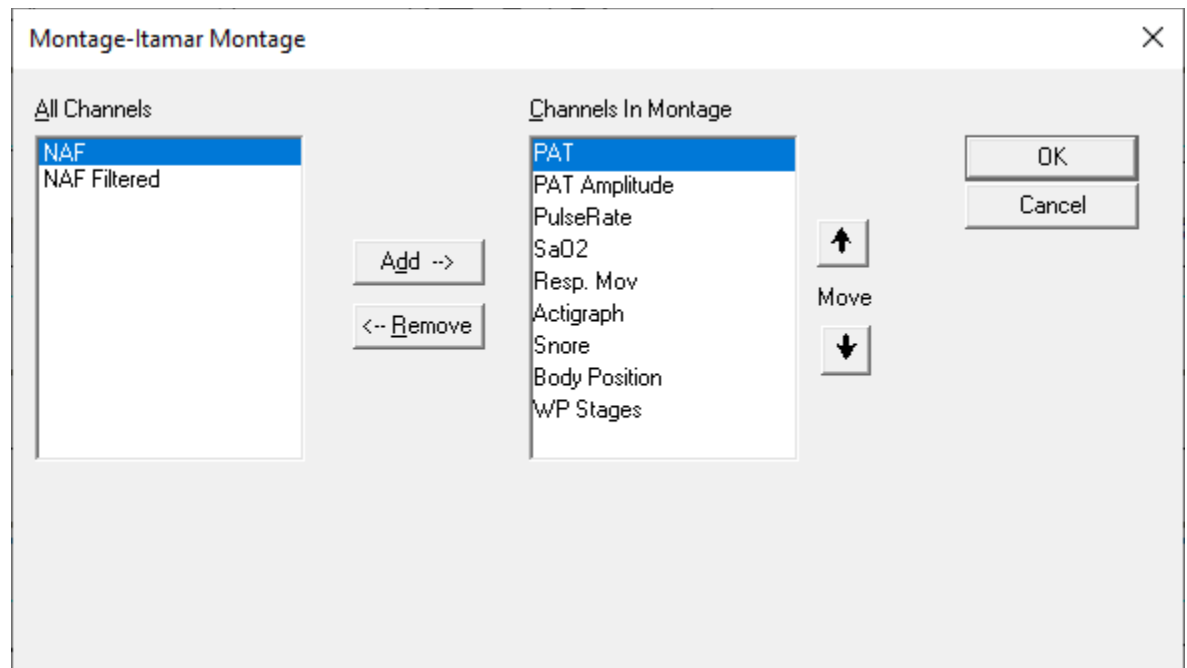 Montage-Itamar Montage
All Channels
NAF
NAF Filtered
Add -->
<-- Remove
Channels In Montage
PAT
PAT Amplitude
PulseRate
SaO2
Resp. Mov
Actigraph
Snore
Body Position
WP Stages
Move
OK
Cancel